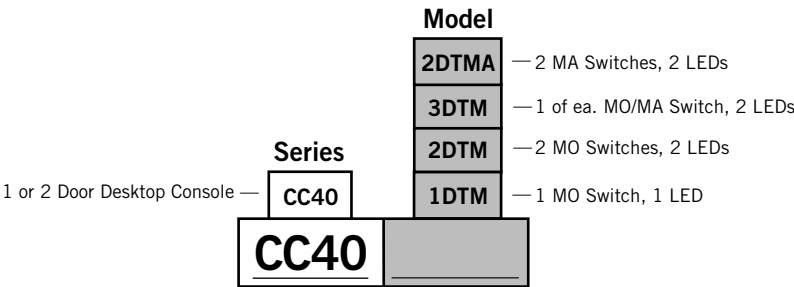 Model
2DTMA — 2 MA Switches, 2 LEDs
3DTM — 1 of ea. MO/MA Switch, 2 LEDs
Series
2DTM — 2 MO Switches, 2 LEDs
1 or 2 Door Desktop Console — CC40
1DTM — 1 MO Switch, 1 LED
CC40